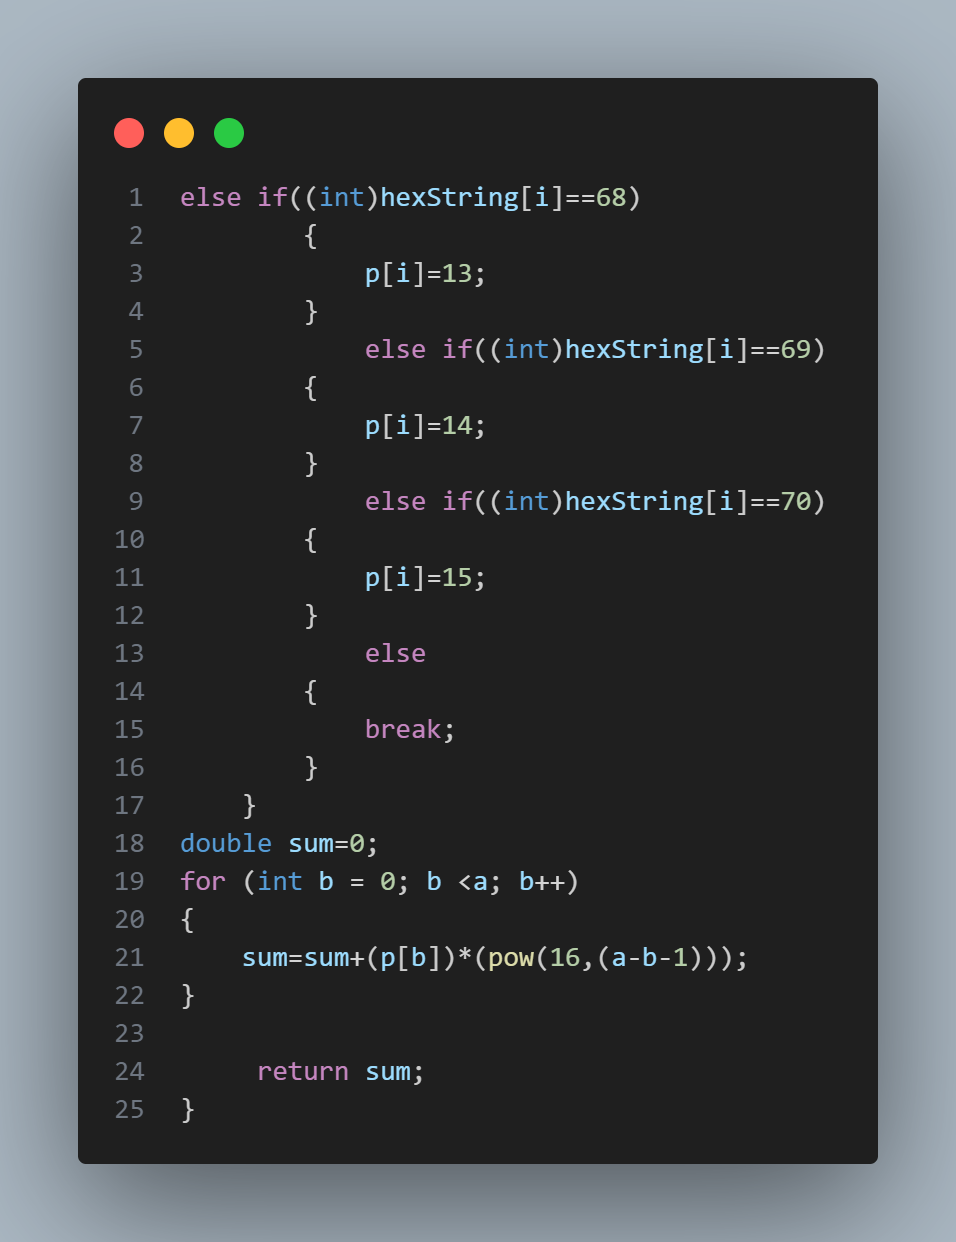 1 else if((int)hexString[i]==68)
2 {
3 p[i]=13;
4 }
5 else if((int)hexString[i]==69)
6 {
7 p[i]=14;
8 }
9 else if((int)hexString[i]==70)
10 {
11 p[i]=15;
12 }
13 else
14 {
15 break;
16 }
17 }
18 double sum=0;
19 for (int b = 0; b <a; b++)
20 {
21 sum=sum+(p[b])*(pow(16,(a-b-1)));
22 }
23
24 return sum;
25 }